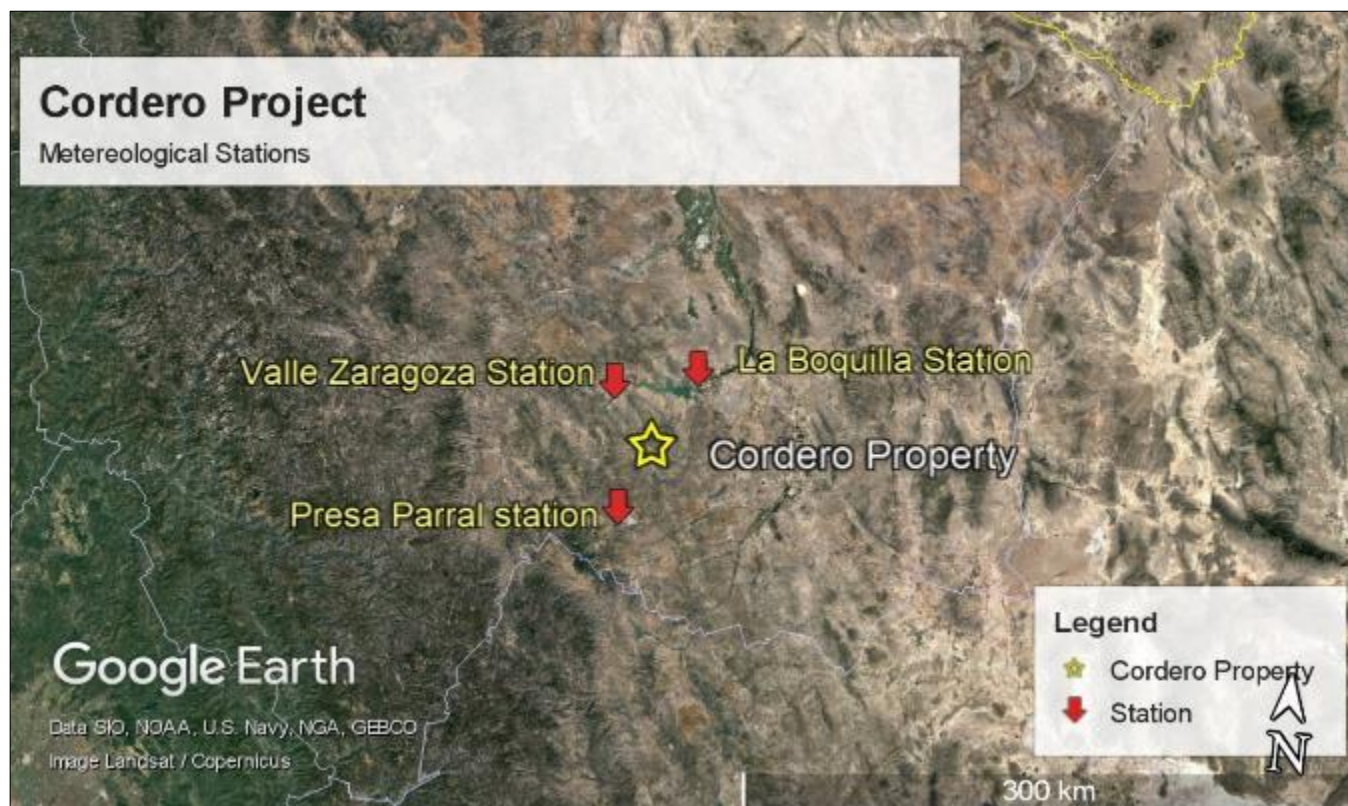 Cordero Project
Metereological Stations
Valle Zaragoza Station
La Boquilla Station
Cordero Property
Presa Parral station
Legend
Cordero Property
Station
N
Google Earth
Data SIO, NOAA, U.S. Navy, NGA, GEBCO
Image Landsat / Copernicus
300 km